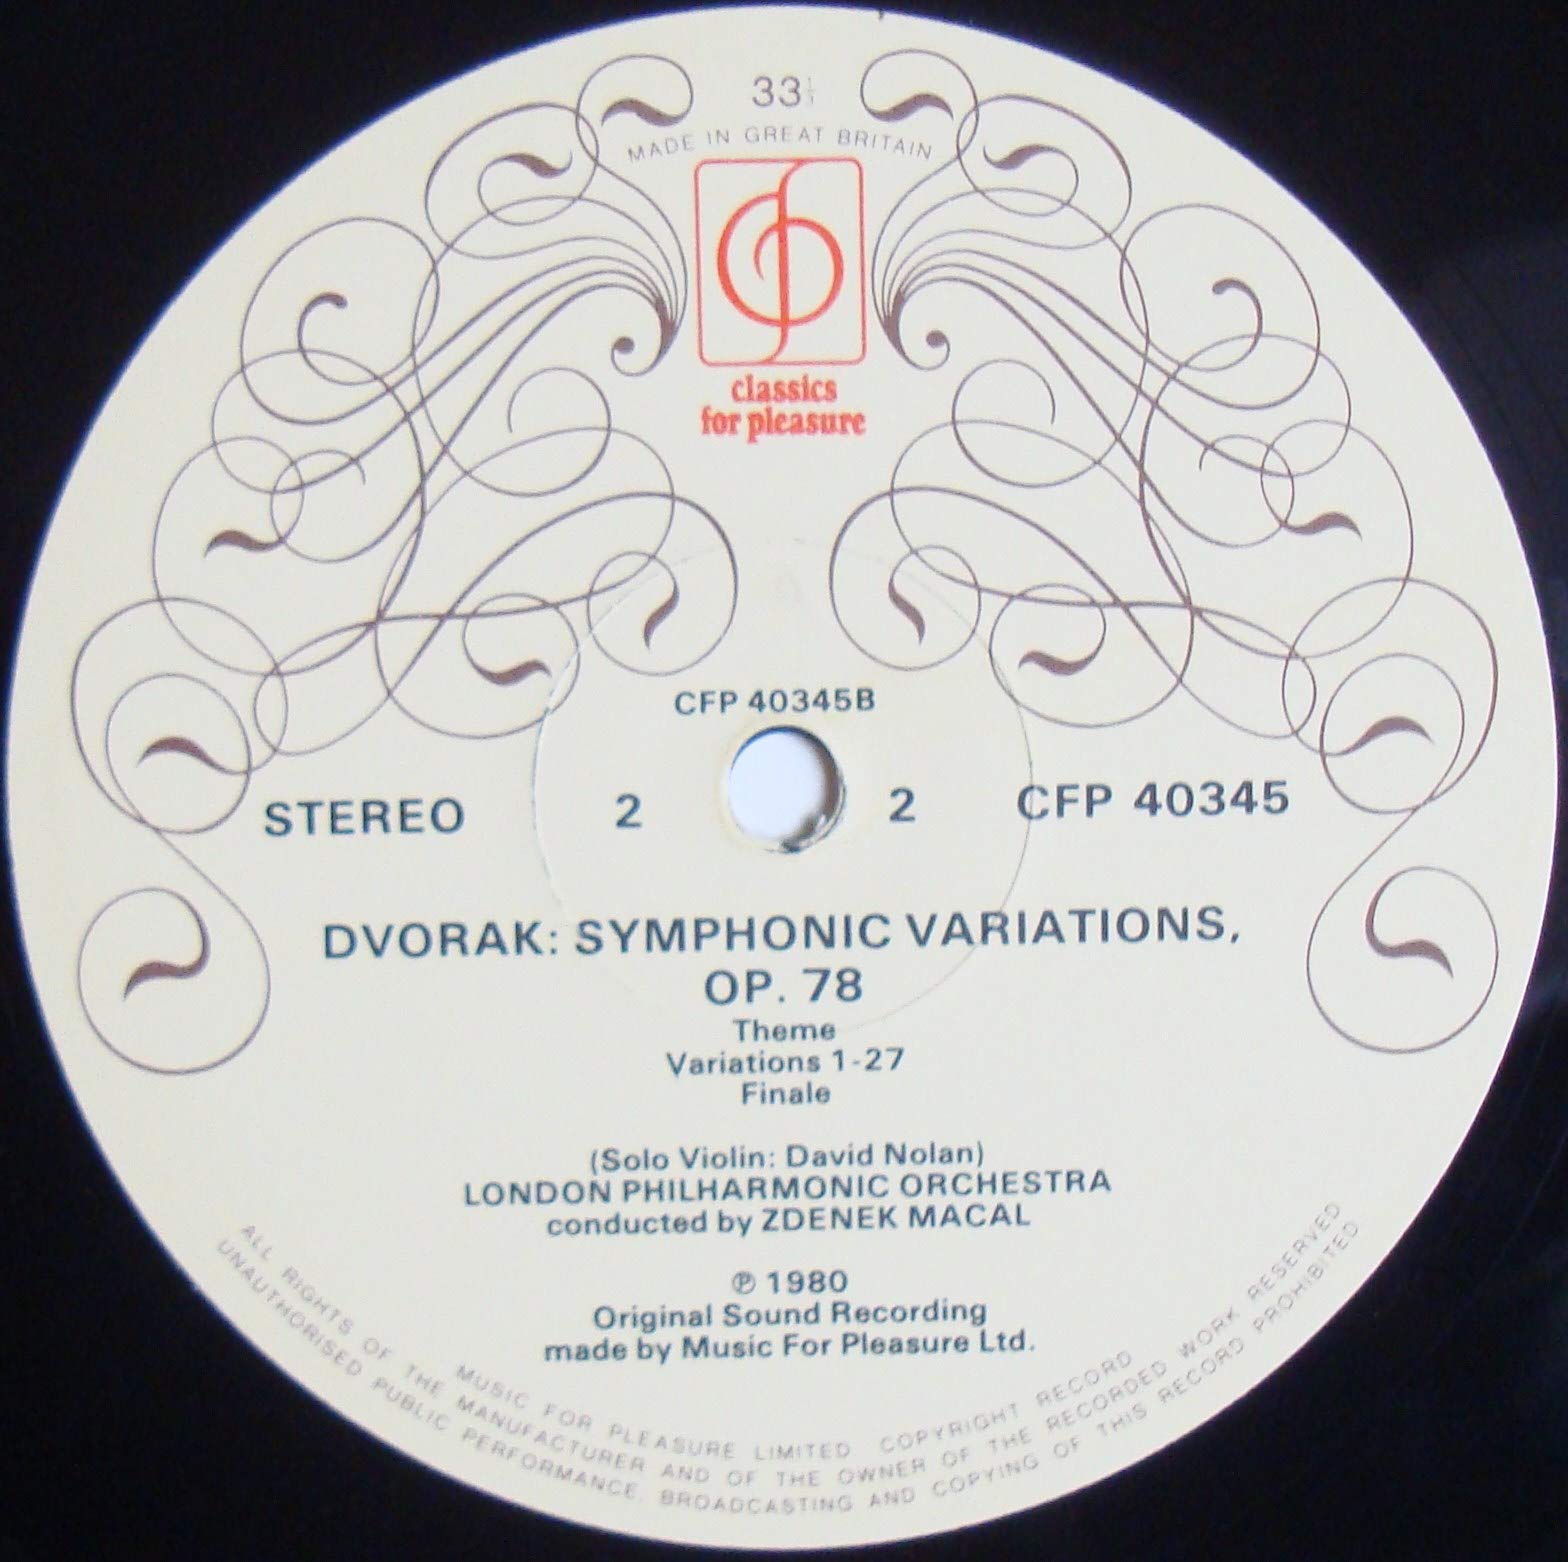 33⅓
MADE IN GREAT BRITAIN
classics
for pleasure
CFP 40345B
STEREO 2 2 CFP 40345
DVORAK: SYMPHONIC VARIATIONS,
OP. 78
Theme
Variations 1-27
Finale
(Solo Violin: David Nolan)
LONDON PHILHARMONIC ORCHESTRA
conducted by ZDENEK MACAL
℗ 1980
Original Sound Recording
made by Music For Pleasure Ltd.
MUSIC FOR PLEASURE LIMITED COPYRIGHT RECORD
ALL RIGHTS OF THE MANUFACTURER AND OF THE OWNER OF THE RECORDED WORK RESERVED
UNAUTHORISED PUBLIC PERFORMANCE, BROADCASTING AND COPYING OF THIS RECORD PROHIBITED